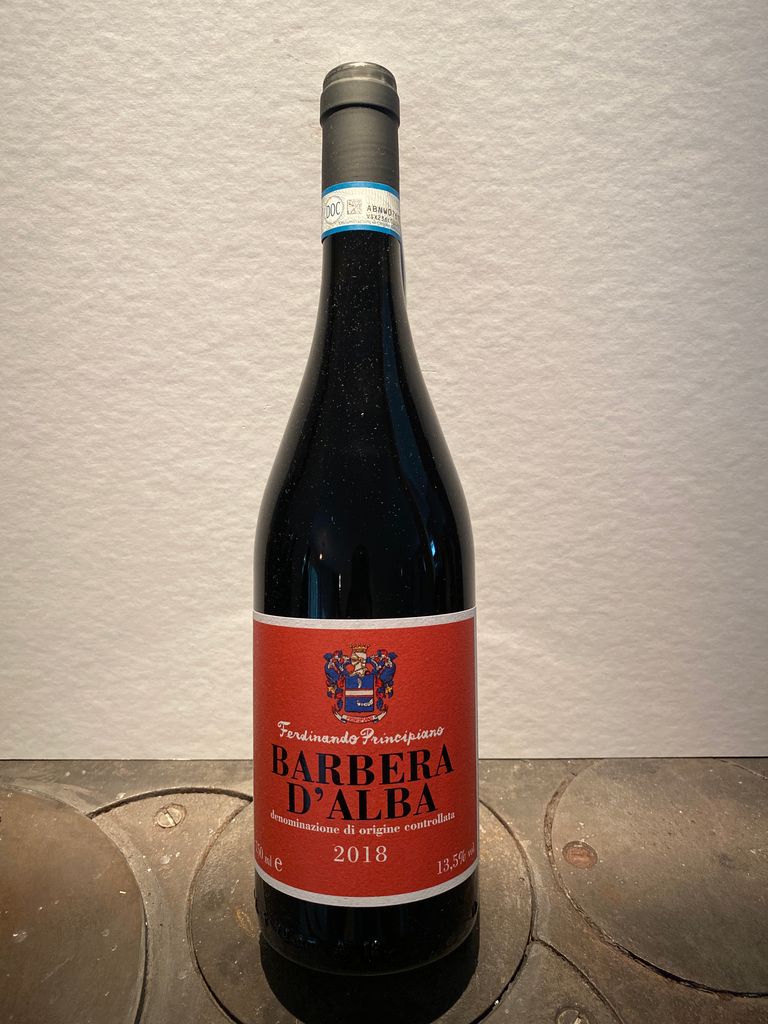 DOC
Ferdinando Principiano
BARBERA
D'ALBA
denominazione di origine controllata
2018
750 ml e
13,5% vol